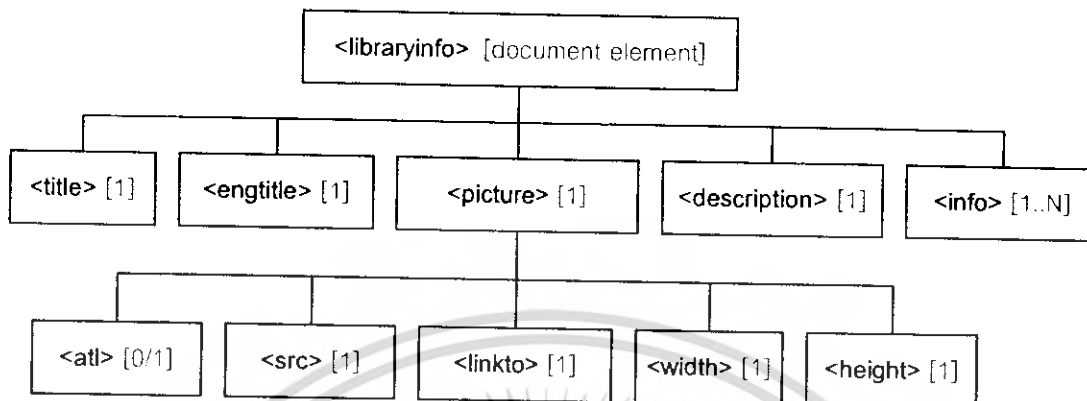 <libraryinfo> [document element]
<title> [1] <engtitle> [1] <picture> [1] <description> [1] <info> [1..N]
<atl> [0/1] <src> [1] <linkto> [1] <width> [1] <height> [1]